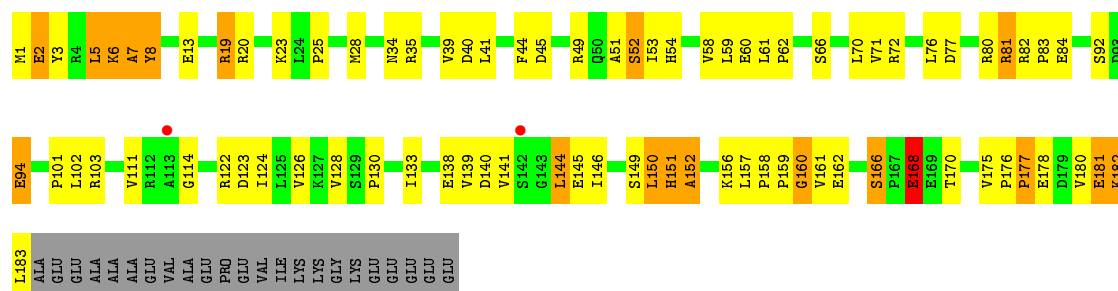 M1 E2 Y3 R4 L5 K6 A7 Y8 E13 R19 R20 K23 L24 P25 M28 N34 R35 V39 D40 L41 F44 D45 R49 Q50 A51 S52 I53 H54 V58 L59 E60 L61 P62 S66 L70 V71 R72 L76 D77 R80 R81 R82 P83 E84 S92 D93
E94 P101 L102 R103 V111 R112 A113 G114 R122 D123 I124 L125 V126 K127 V128 S129 P130 I133 E138 V139 D140 V141 S142 G143 L144 E145 I146 S149 L150 H151 A152 K156 L157 P158 P159 G160 V161 E162 S166 P167 E168 E169 T170 V175 P176 P177 E178 D179 V180 E181 K182
L183 ALA GLU GLU ALA ALA ALA GLU VAL ALA GLU PRO GLU VAL ILE LYS LYS GLY LYS GLU GLU GLU GLU GLU